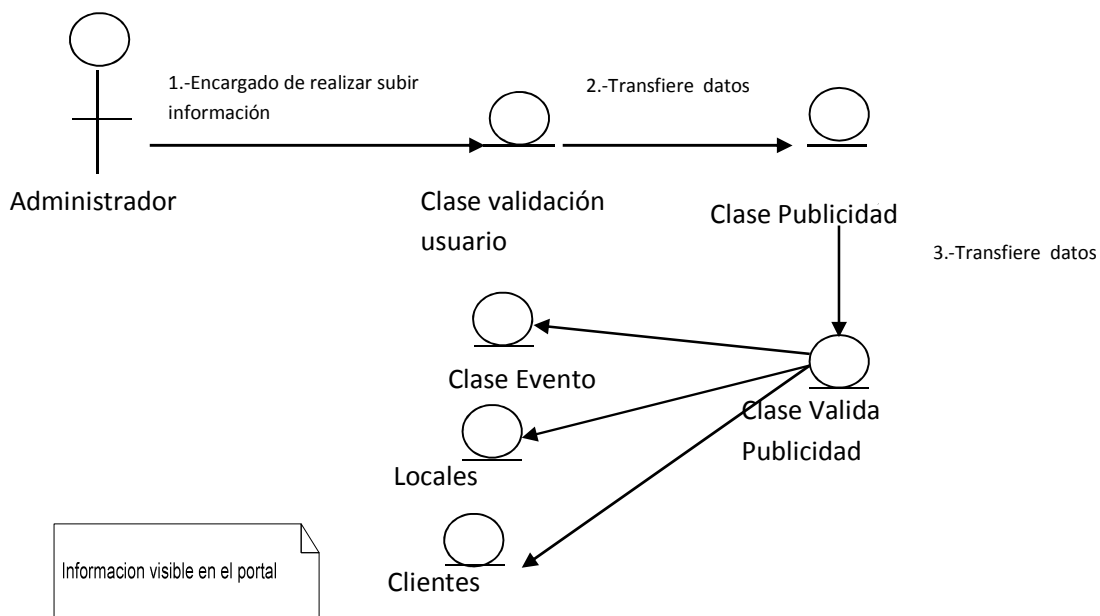 1.-Encargado de realizar subir
información
2.-Transfiere datos
Administrador
Clase validación
usuario
Clase Publicidad
3.-Transfiere datos
Clase Evento
Clase Valida
Publicidad
Locales
Informacion visible en el portal
Clientes